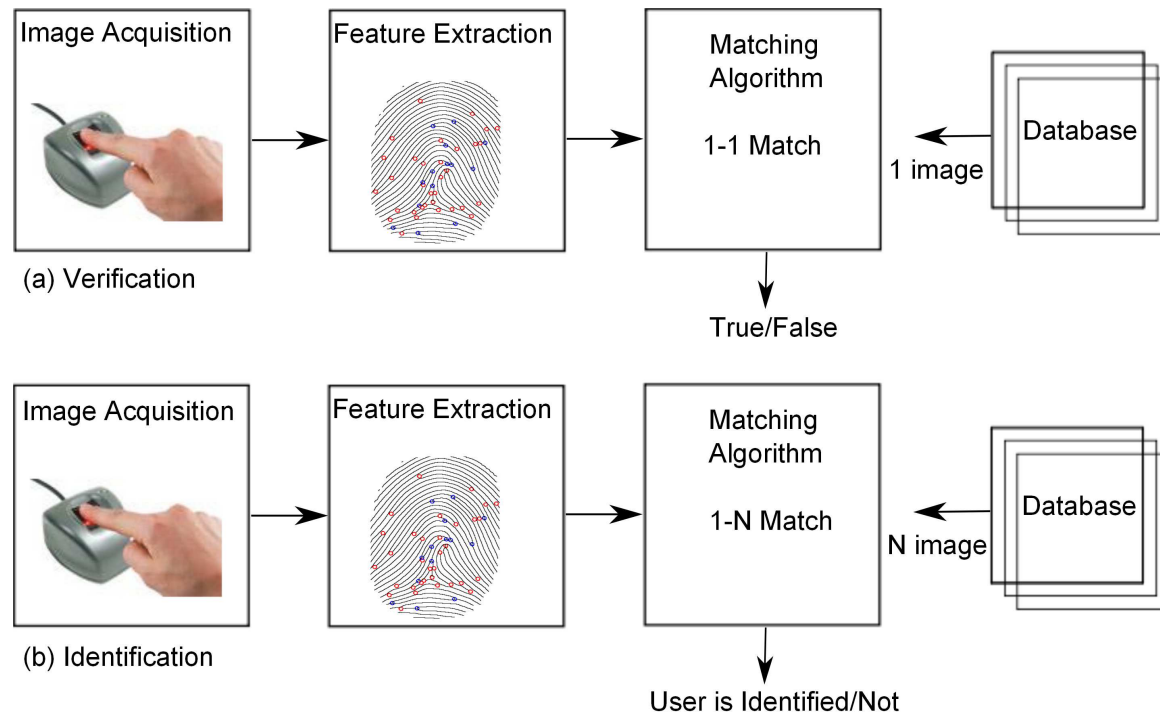 Image Acquisition
Feature Extraction
Matching
Algorithm
1-1 Match
1 image
Database
(a) Verification
True/False
Image Acquisition
Feature Extraction
Matching
Algorithm
1-N Match
N image
Database
(b) Identification
User is Identified/Not